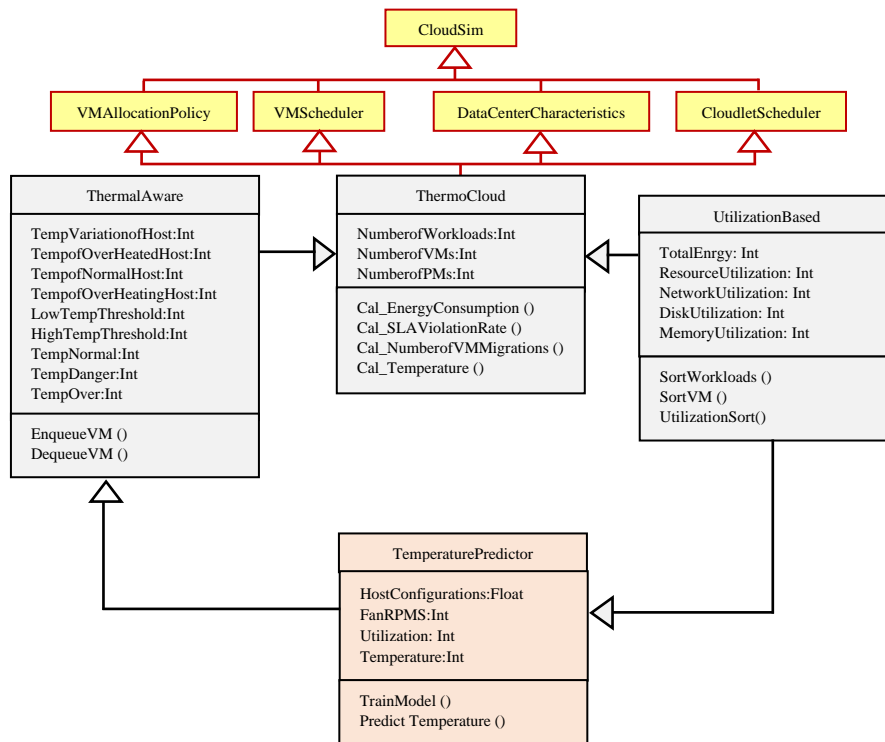 CloudSim
VMAllocationPolicy
VMScheduler
DataCenterCharacteristics
CloudletScheduler
ThermalAware
TempVariationofHost:Int
TempofOverHeatedHost:Int
TempofNormalHost:Int
TempofOverHeatingHost:Int
LowTempThreshold:Int
HighTempThreshold:Int
TempNormal:Int
TempDanger:Int
TempOver:Int
EnqueueVM ()
DequeueVM ()
ThermoCloud
NumberofWorkloads:Int
NumberofVMs:Int
NumberofPMs:Int
Cal_EnergyConsumption ()
Cal_SLAViolationRate ()
Cal_NumberofVMMigrations ()
Cal_Temperature ()
UtilizationBased
TotalEnrgy: Int
ResourceUtilization: Int
NetworkUtilization: Int
DiskUtilization: Int
MemoryUtilization: Int
SortWorkloads ()
SortVM ()
UtilizationSort()
TemperaturePredictor
HostConfigurations:Float
FanRPMS:Int
Utilization: Int
Temperature:Int
TrainModel ()
Predict Temperature ()